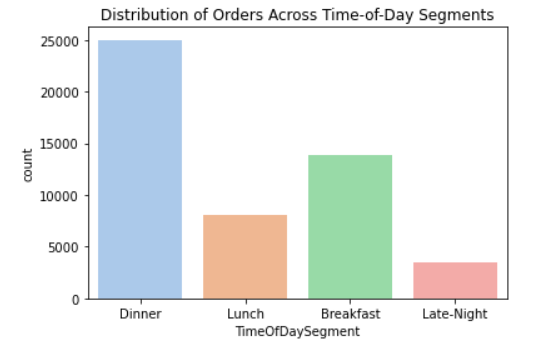 Distribution of Orders Across Time-of-Day Segments
25000
20000
15000
10000
5000
0
count
Dinner Lunch Breakfast Late-Night
TimeOfDaySegment